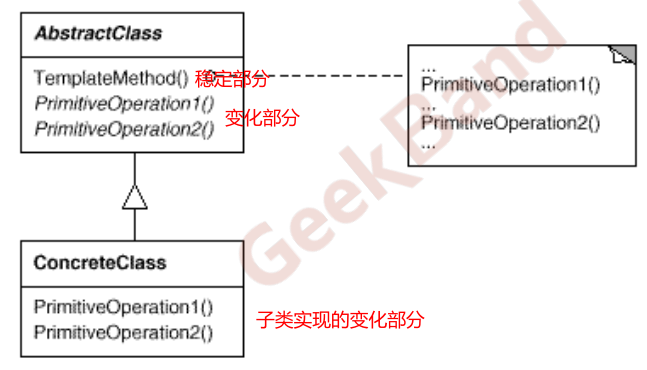 AbstractClass
TemplateMethod() 稳定部分
PrimitiveOperation1()
变化部分
PrimitiveOperation2()
...
PrimitiveOperation1()
...
PrimitiveOperation2()
...
ConcreteClass
PrimitiveOperation1()
子类实现的变化部分
PrimitiveOperation2()
GeekBand